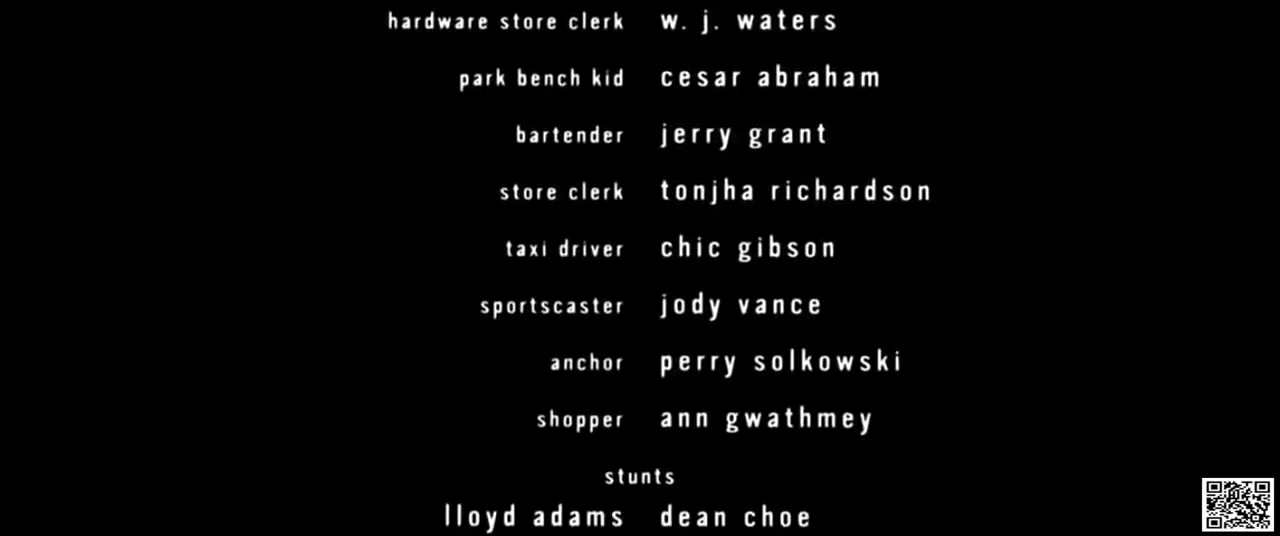 hardware store clerk w. j. waters
park bench kid cesar abraham
bartender jerry grant
store clerk tonjha richardson
taxi driver chic gibson
sportscaster jody vance
anchor perry solkowski
shopper ann gwathmey
stunts
lloyd adams dean choe